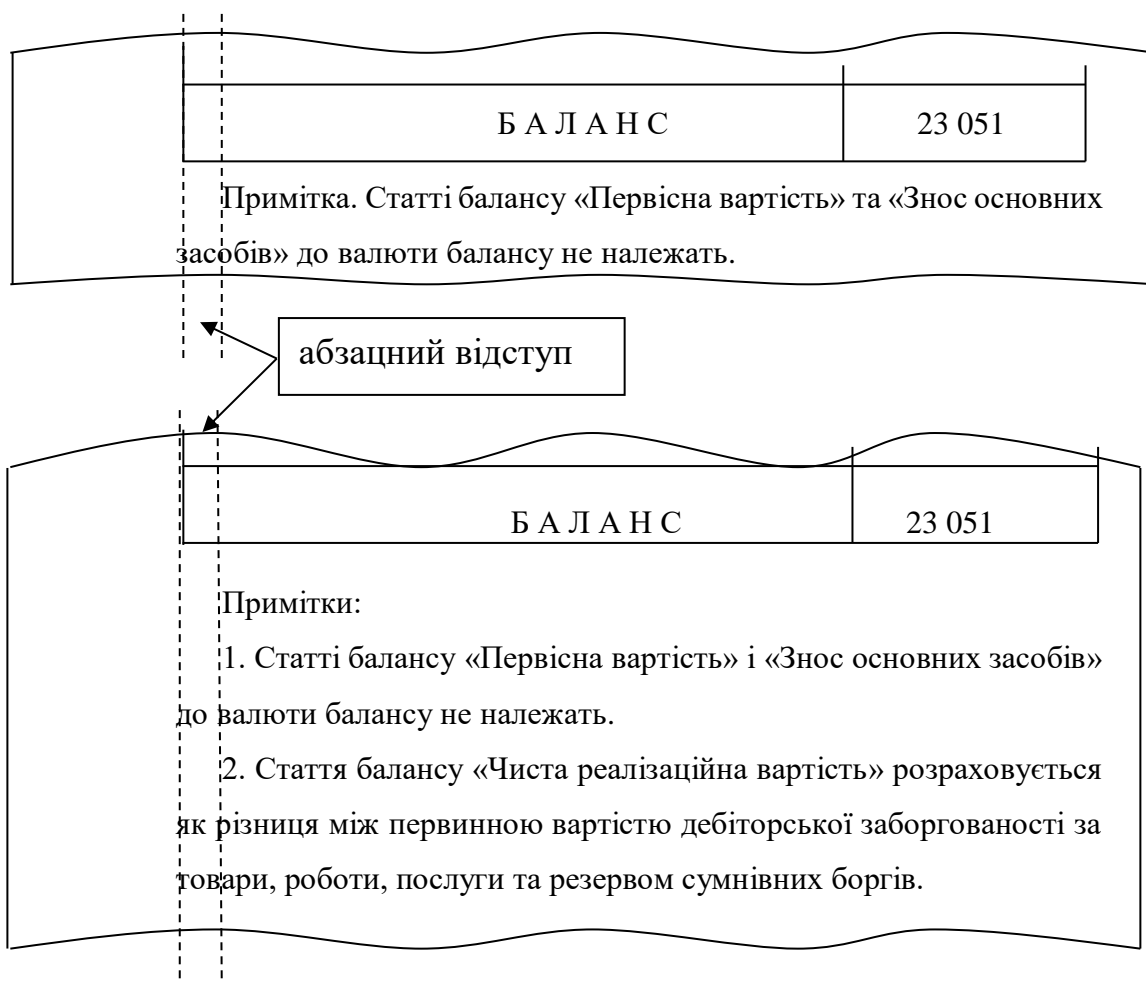 Б А Л А Н С 23 051
Примітка. Статті балансу «Первісна вартість» та «Знос основних
засобів» до валюти балансу не належать.
абзацний відступ
Б А Л А Н С 23 051
Примітки:
1. Статті балансу «Первісна вартість» і «Знос основних засобів»
до валюти балансу не належать.
2. Стаття балансу «Чиста реалізаційна вартість» розраховується
як різниця між первинною вартістю дебіторської заборгованості за
товари, роботи, послуги та резервом сумнівних боргів.